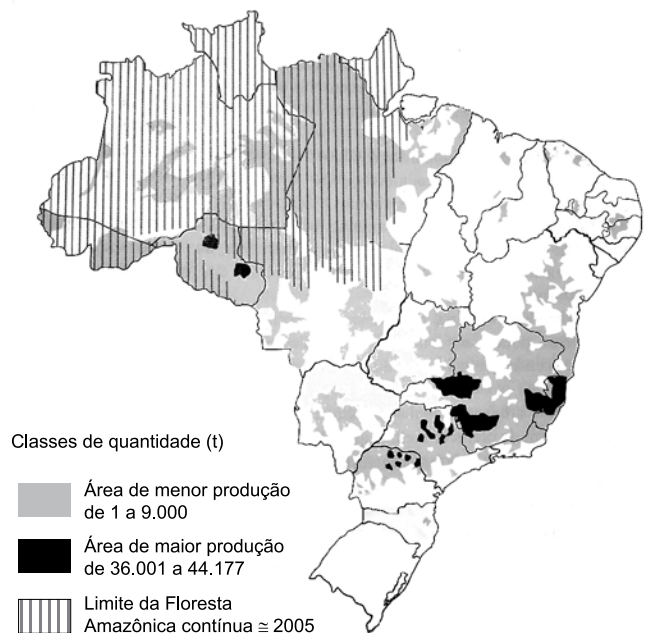 Classes de quantidade (t)
Área de menor produção
de 1 a 9.000
Área de maior produção
de 36.001 a 44.177
Limite da Floresta
Amazônica contínua ≅ 2005